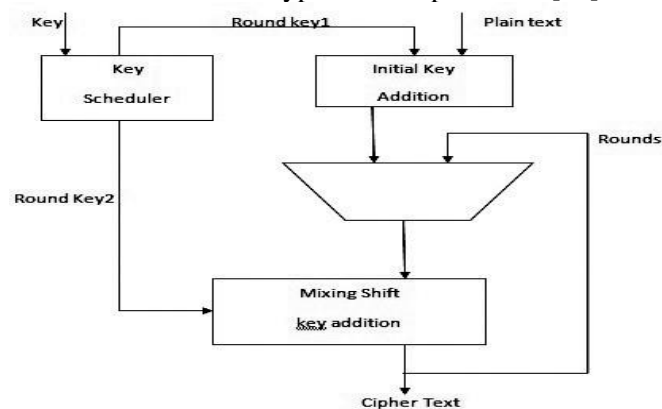 Key
Round key1
Plain text
Key
Scheduler
Initial Key
Addition
Rounds
Round Key2
Mixing Shift
key addition
Cipher Text